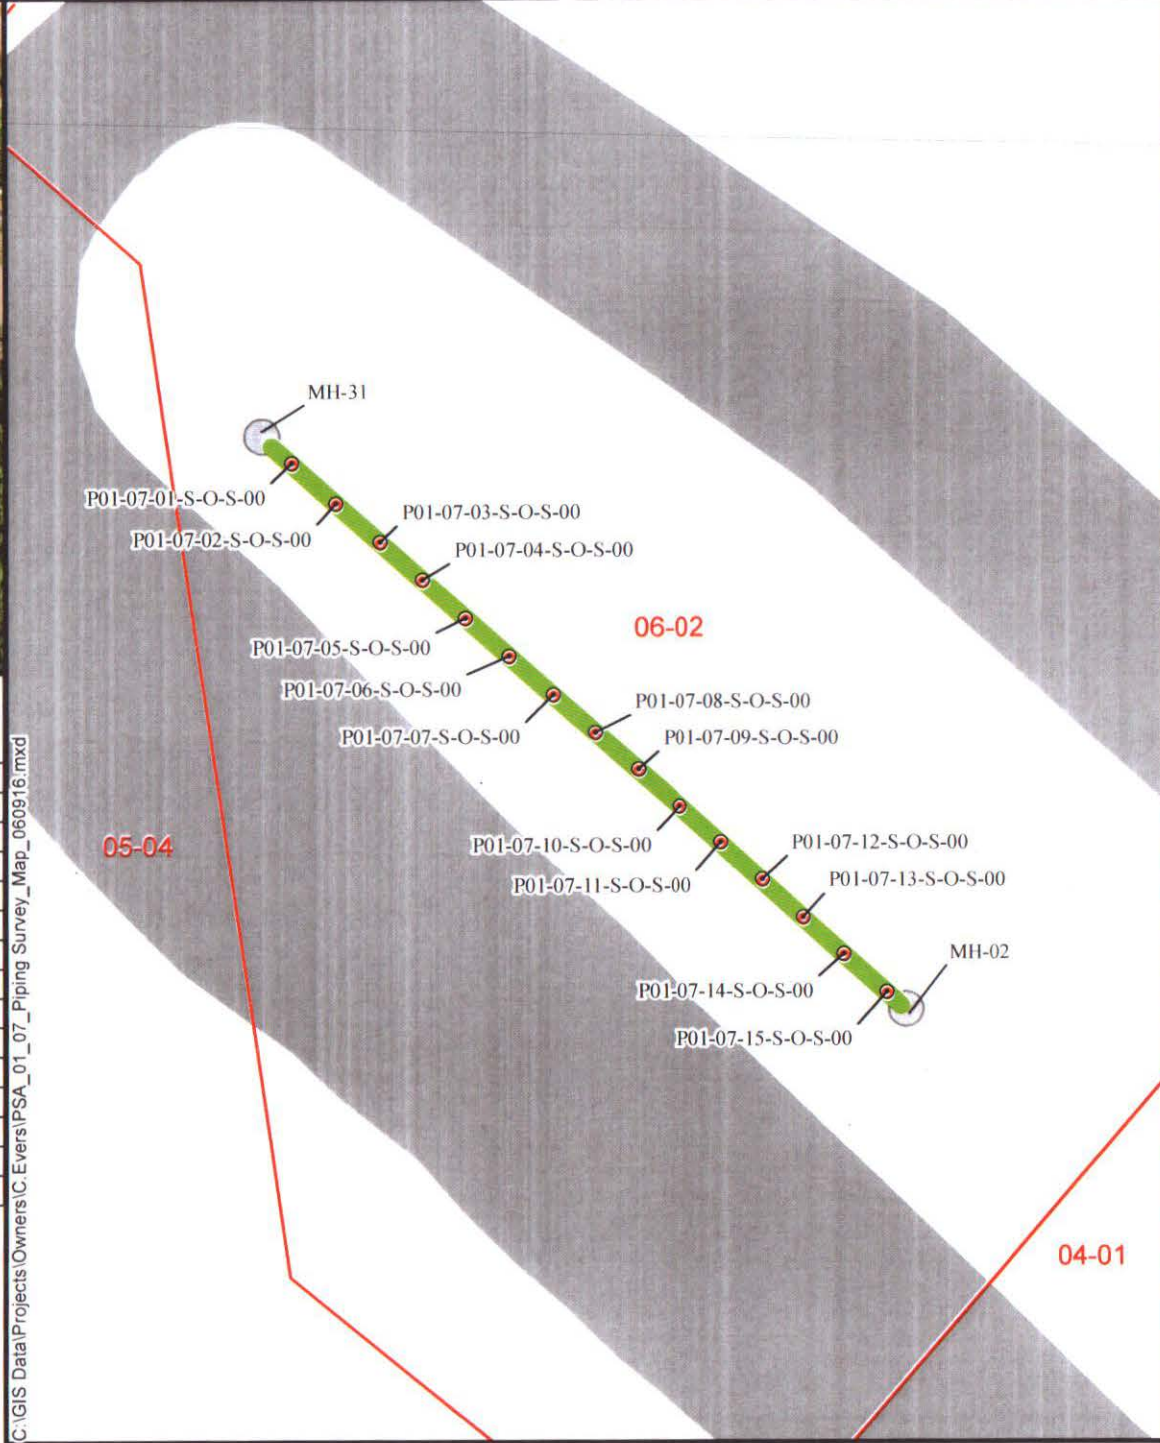 MH-31
P01-07-01-S-O-S-00
P01-07-03-S-O-S-00
P01-07-02-S-O-S-00
P01-07-04-S-O-S-00
06-02
P01-07-05-S-O-S-00
P01-07-06-S-O-S-00
P01-07-08-S-O-S-00
P01-07-07-S-O-S-00
P01-07-09-S-O-S-00
05-04
P01-07-10-S-O-S-00
P01-07-12-S-O-S-00
P01-07-11-S-O-S-00
P01-07-13-S-O-S-00
MH-02
P01-07-14-S-O-S-00
P01-07-15-S-O-S-00
04-01
C:\GIS Data\Projects\Owners\C.Evers\PSA_01_07_Piping Survey_Map_060916.mxd